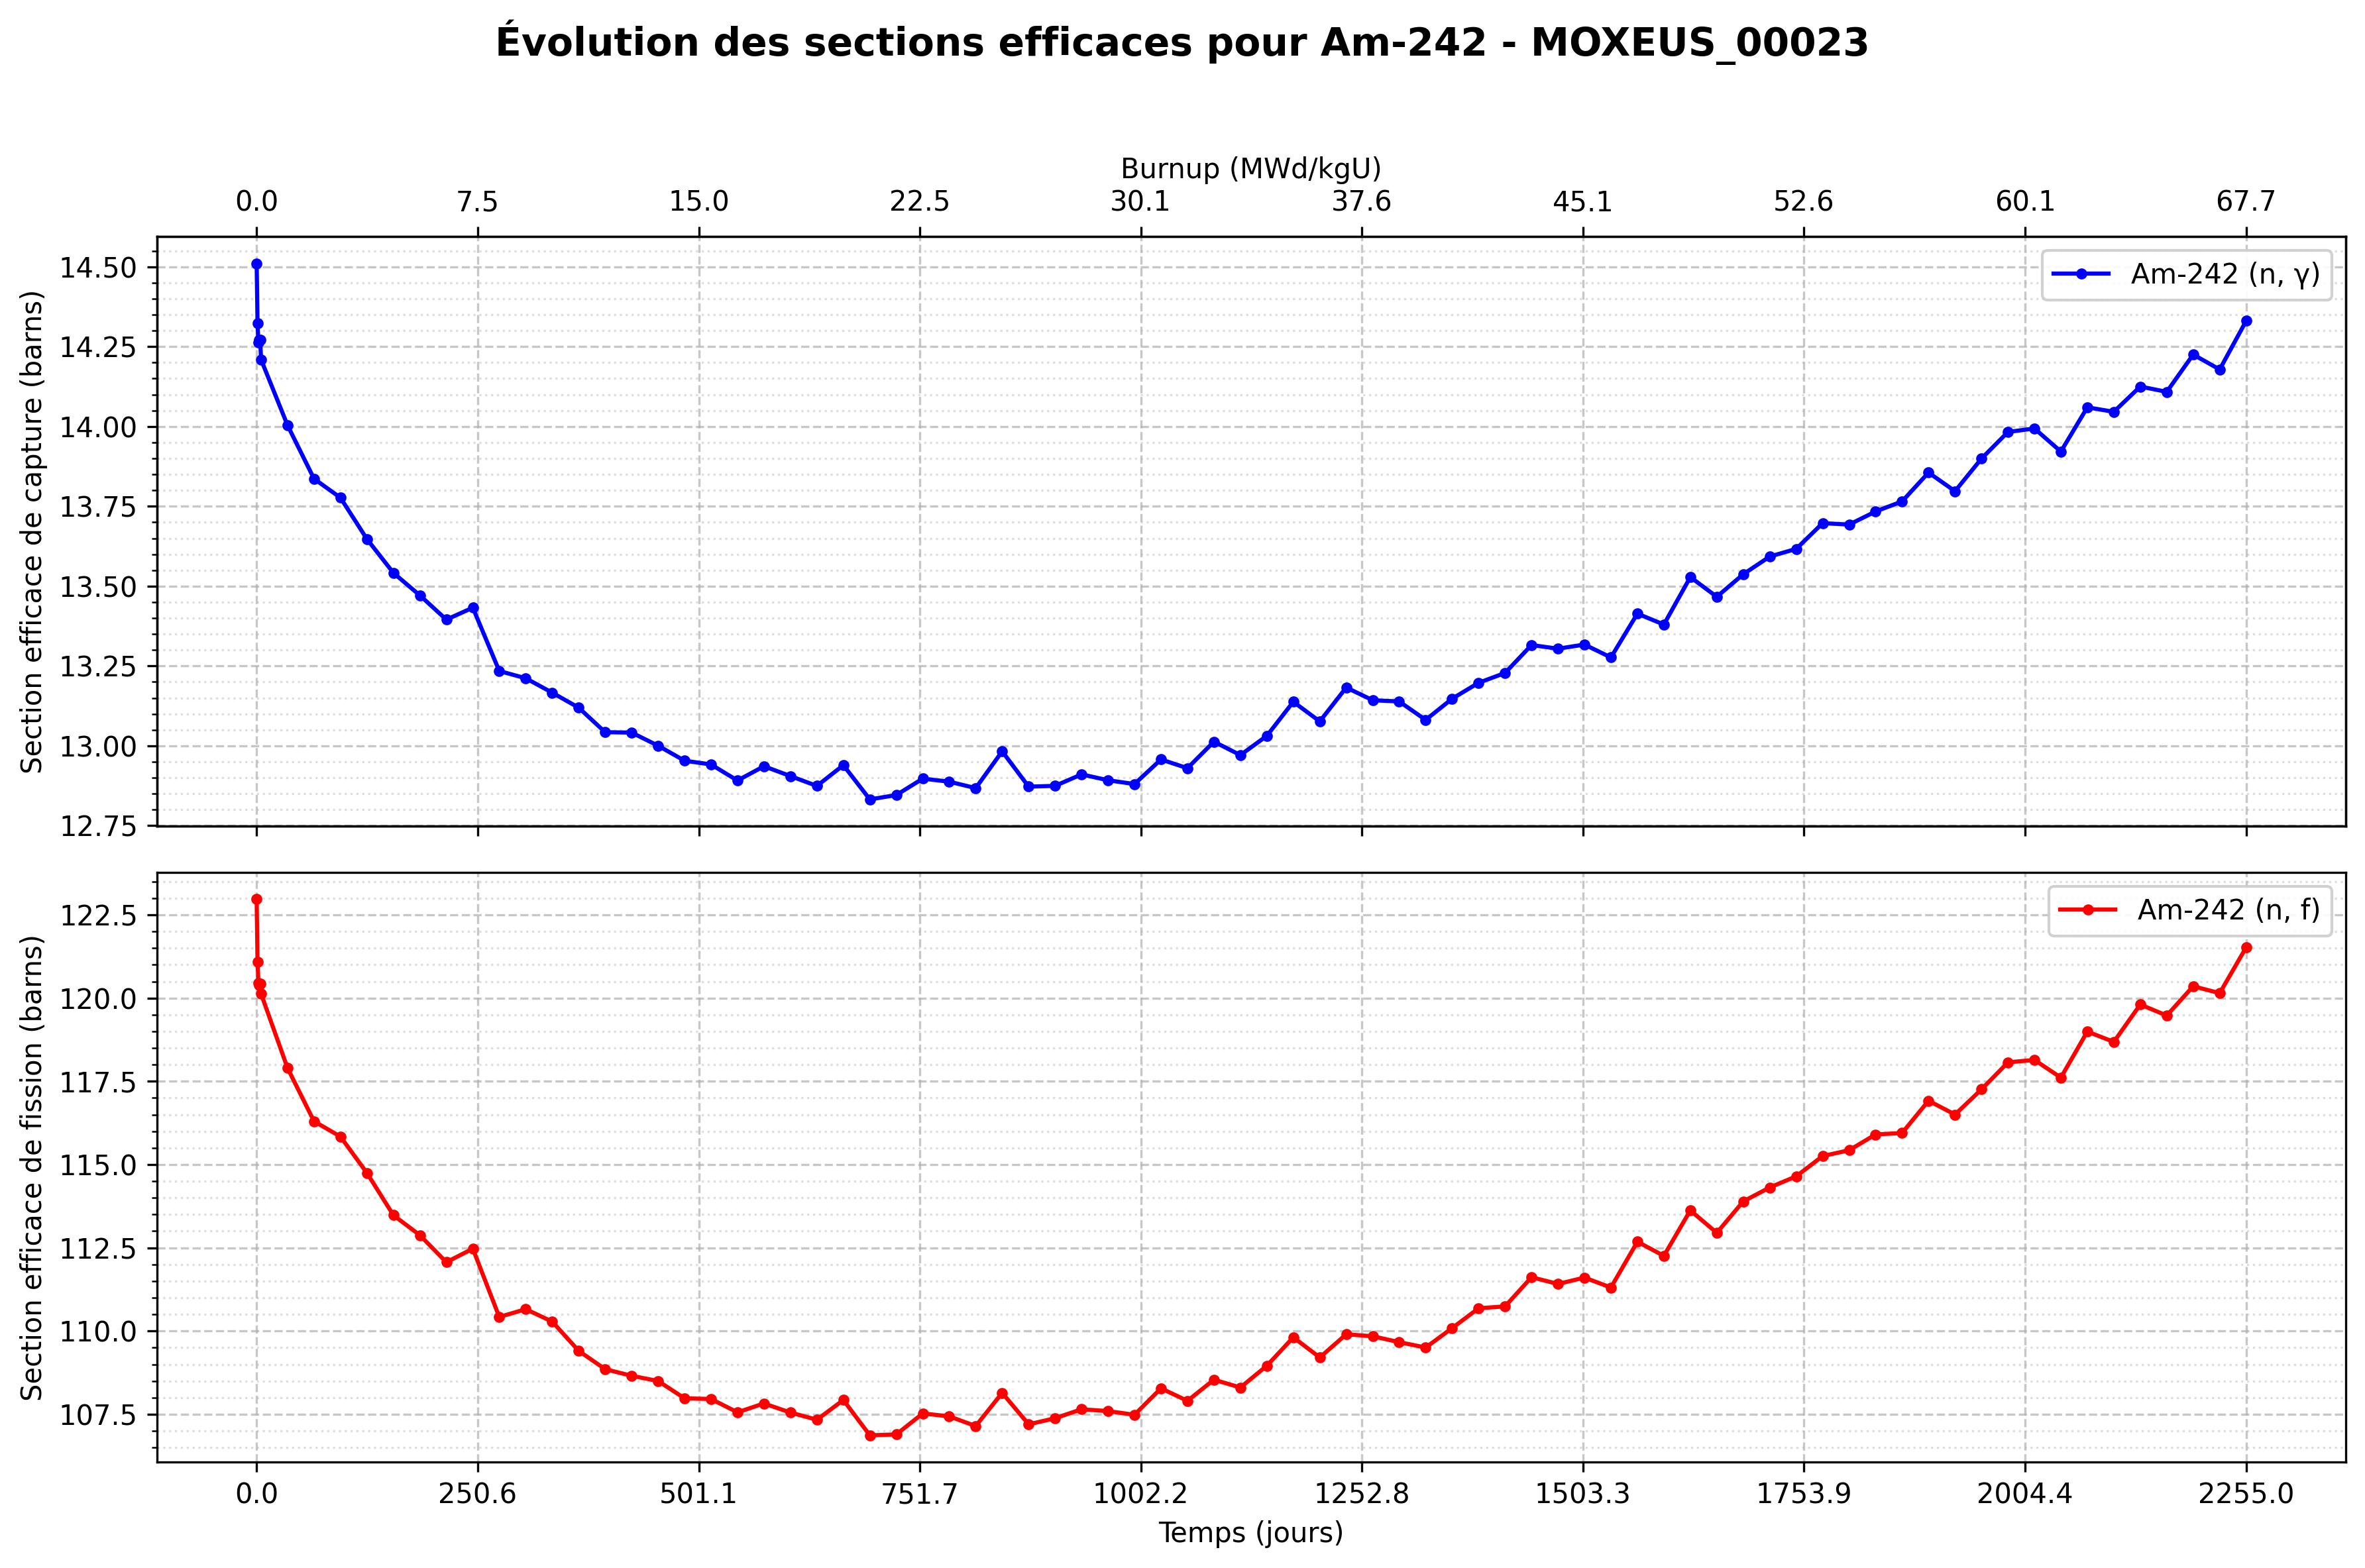 Évolution des sections efficaces pour Am-242 - MOXEUS_00023
Burnup (MWd/kgU)
0.0 7.5 15.0 22.5 30.1 37.6 45.1 52.6 60.1 67.7
Section efficace de capture (barns)
14.50
14.25
14.00
13.75
13.50
13.25
13.00
12.75
Am-242 (n, γ)
Section efficace de fission (barns)
122.5
120.0
117.5
115.0
112.5
110.0
107.5
Am-242 (n, f)
0.0 250.6 501.1 751.7 1002.2 1252.8 1503.3 1753.9 2004.4 2255.0
Temps (jours)